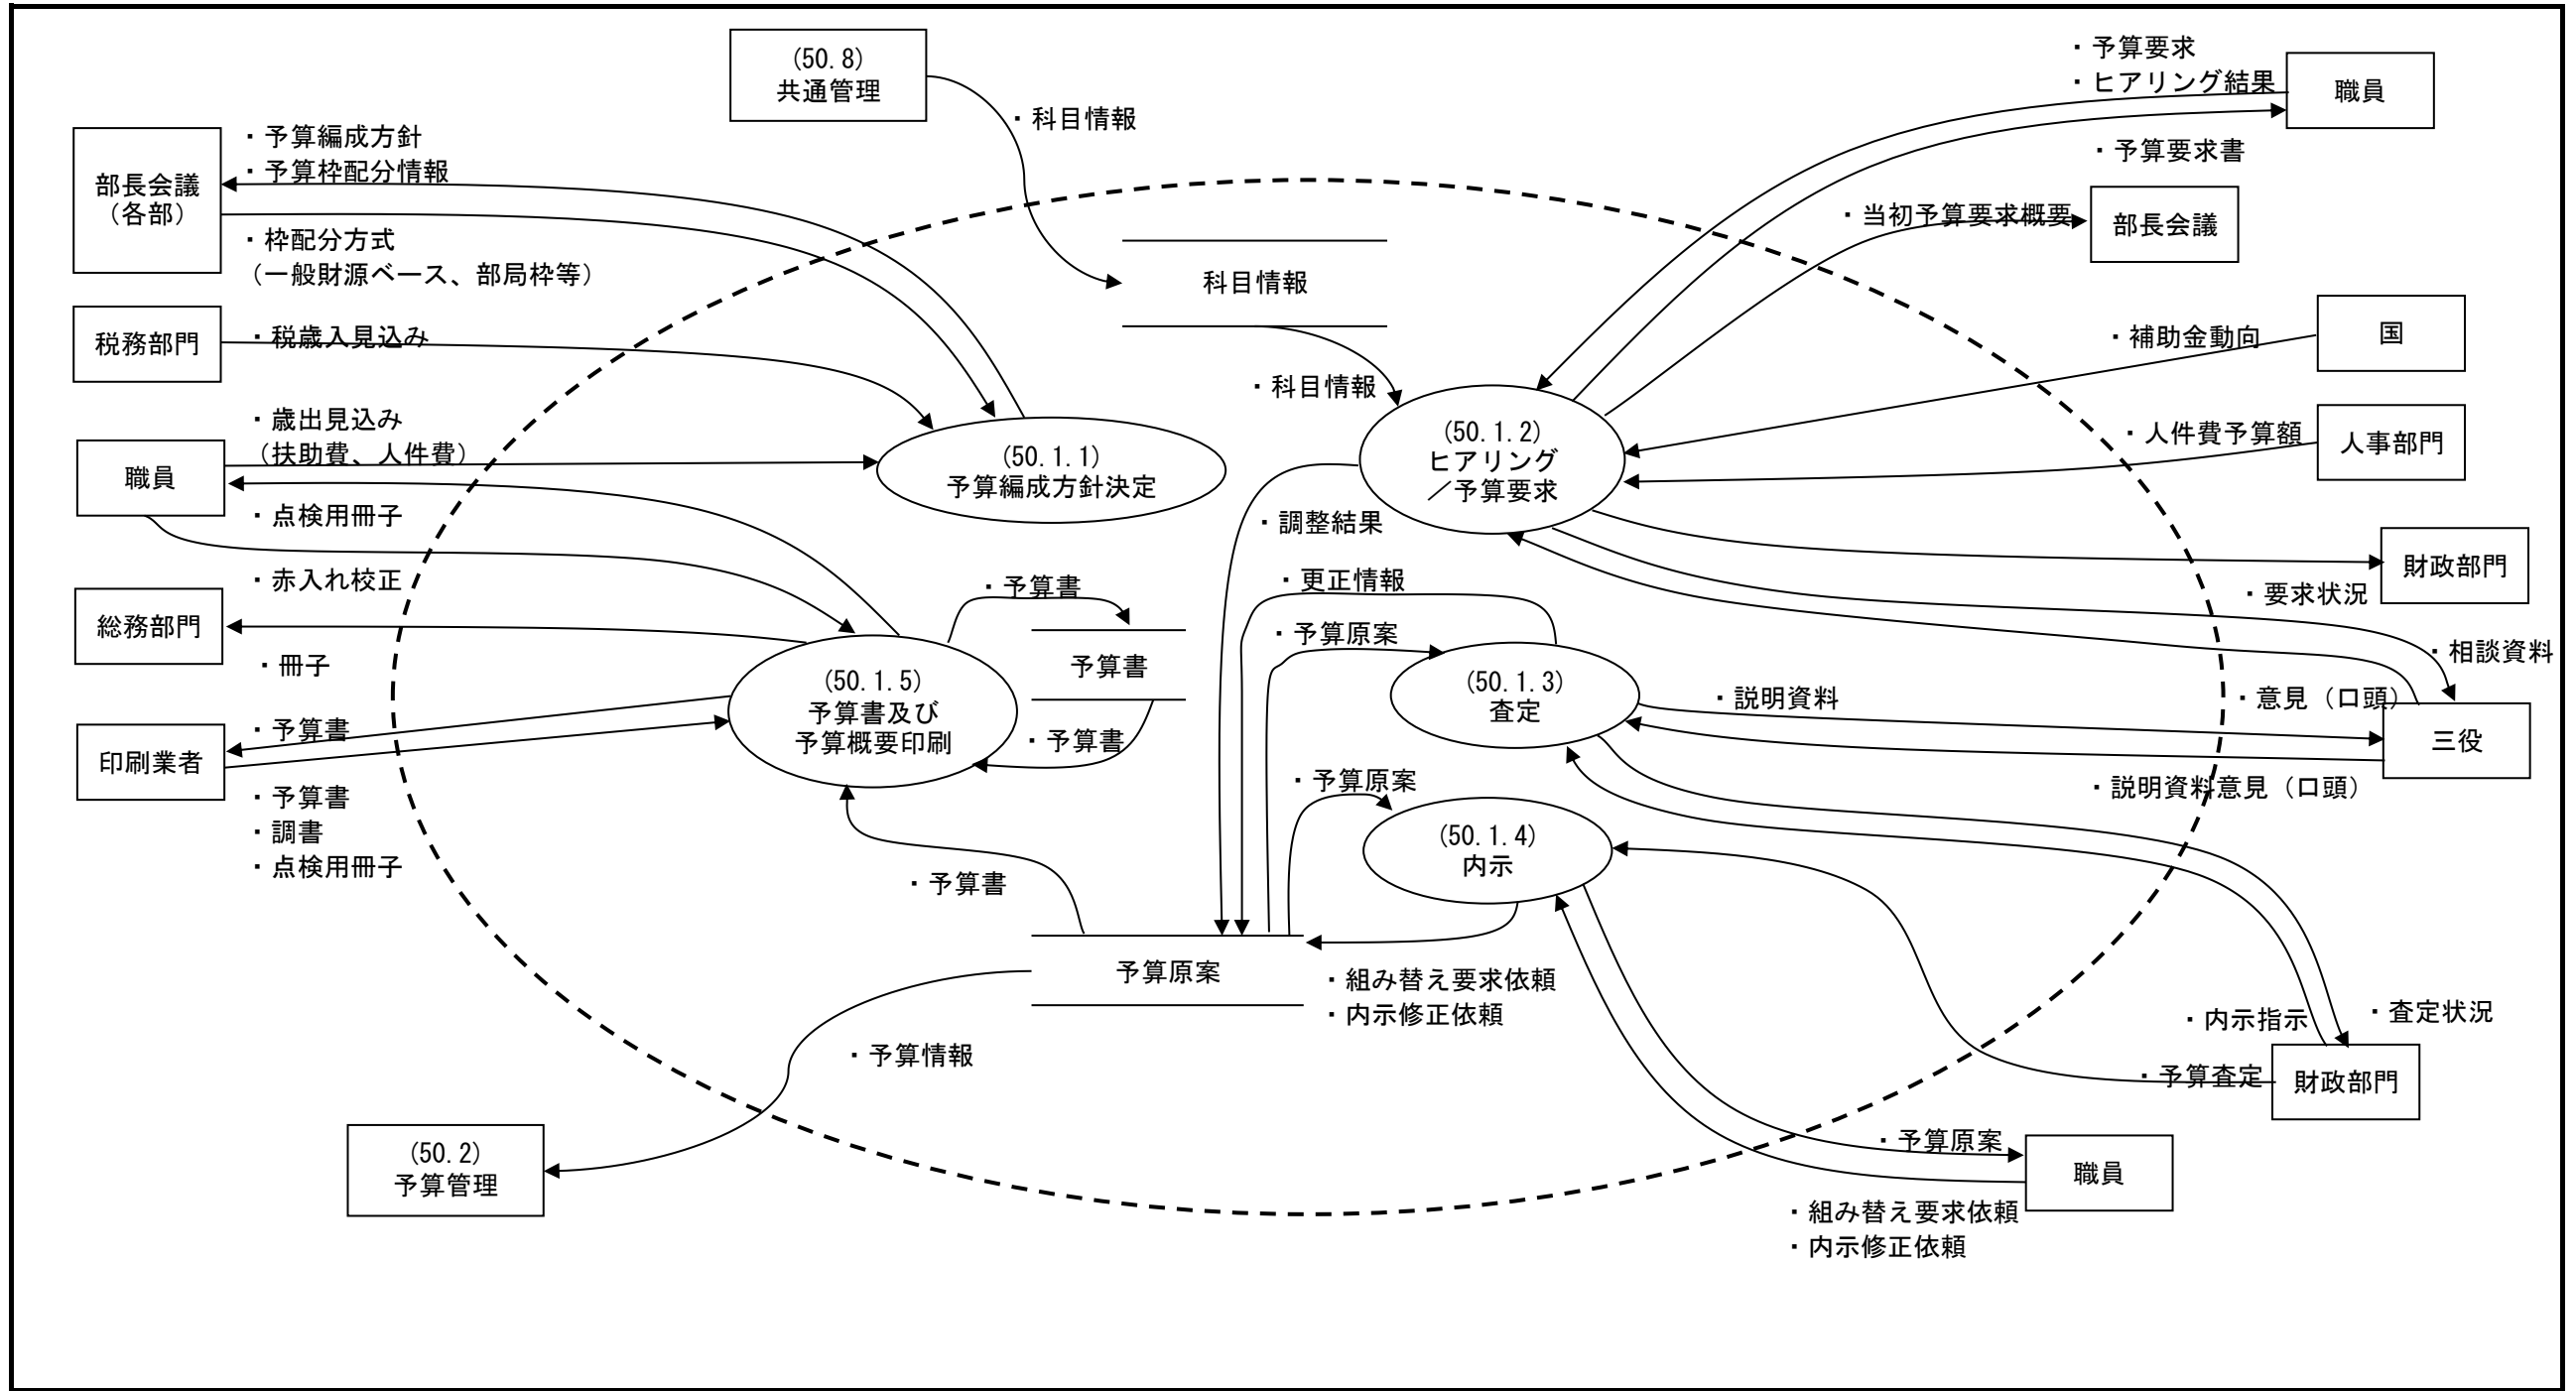 (50.8)
共通管理
・科目情報
・予算要求
・ヒアリング結果
職員
・予算要求書
部長会議
（各部）
・予算編成方針
・予算枠配分情報
・枠配分方式
（一般財源ベース、部局枠等）
科目情報
・当初予算要求概要
部長会議
税務部門
・税歳入見込み
・科目情報
・補助金動向
国
職員
・歳出見込み
（扶助費、人件費）
(50.1.1)
予算編成方針決定
(50.1.2)
ヒアリング
／予算要求
・人件費予算額
人事部門
・点検用冊子
・赤入れ校正
・調整結果
財政部門
・要求状況
総務部門
・冊子
・予算書
予算書
・更正情報
・予算原案
・相談資料
(50.1.5)
予算書及び
予算概要印刷
・予算書
(50.1.3)
査定
・説明資料
・意見（口頭）
三役
印刷業者
・予算書
・予算書
・調書
・点検用冊子
・予算原案
・説明資料意見（口頭）
(50.1.4)
内示
・予算書
予算原案
・組み替え要求依頼
・内示修正依頼
・内示指示
・査定状況
・予算情報
・予算査定
財政部門
(50.2)
予算管理
・予算原案
職員
・組み替え要求依頼
・内示修正依頼